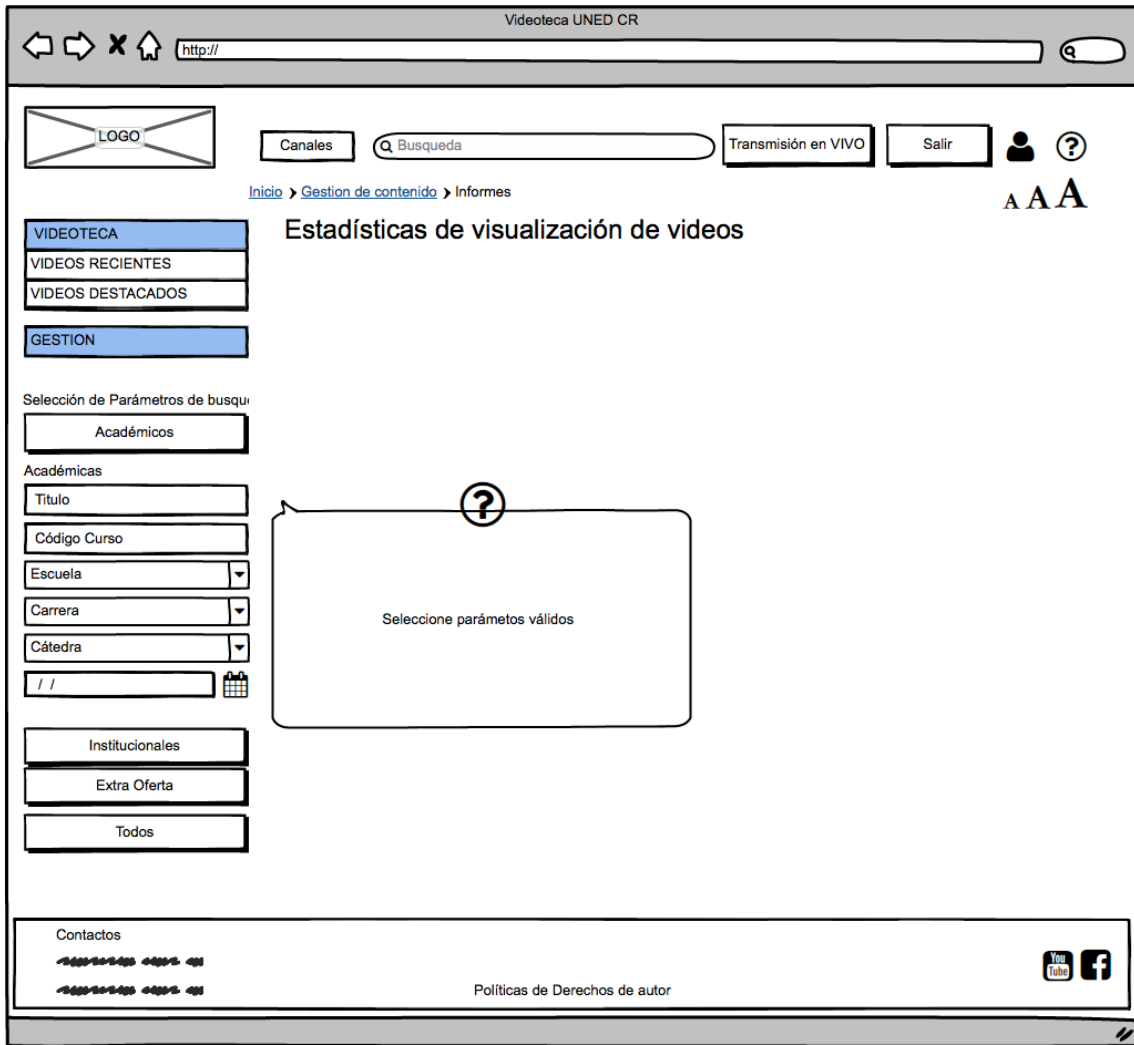 Videoteca UNED CR
http://
LOGO
Canales
Busqueda
Transmisión en VIVO
Salir
?
Inicio ❯ Gestion de contenido ❯ Informes
A A A
VIDEOTECA
VIDEOS RECIENTES
VIDEOS DESTACADOS
GESTION
Estadísticas de visualización de videos
Selección de Parámetros de busqu
Académicos
Académicas
Titulo
Código Curso
Escuela
Carrera
Cátedra
/ /
?
Seleccione parámetos válidos
Institucionales
Extra Oferta
Todos
Contactos
Políticas de Derechos de autor
You
Tube
f